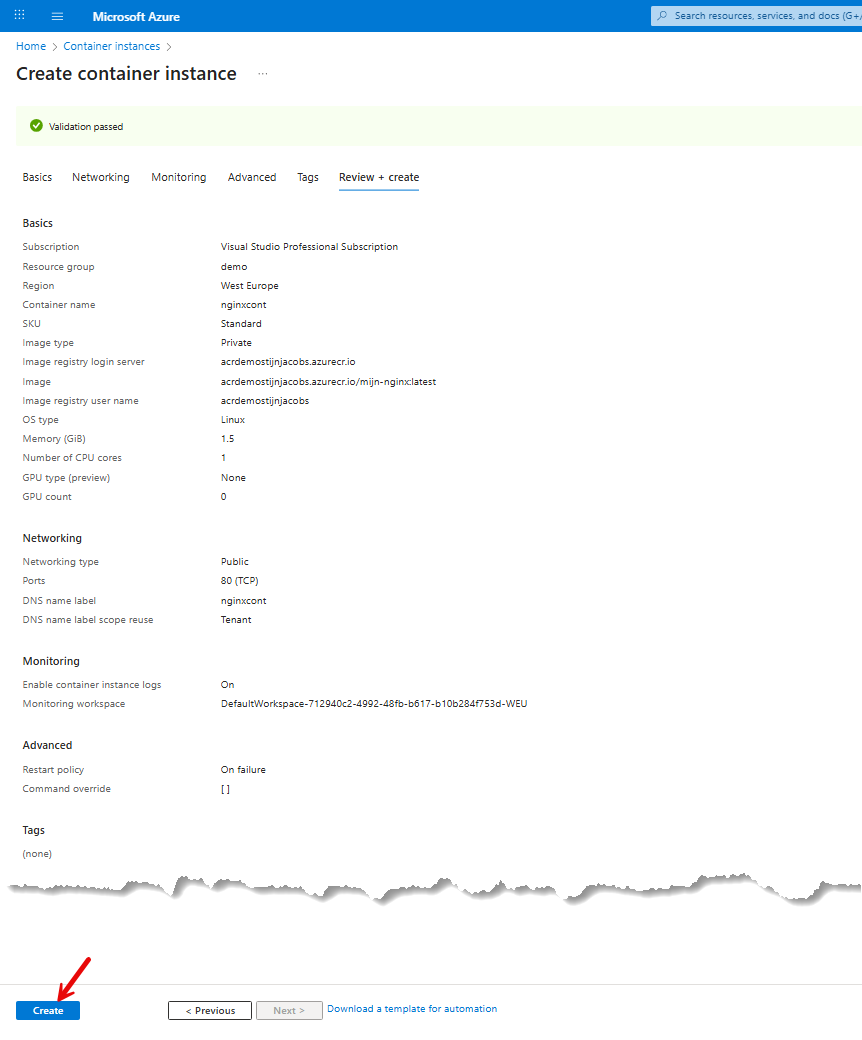 Microsoft Azure
Search resources, services, and docs (G+/
Home > Container instances >
Create container instance ...
Validation passed
Basics Networking Monitoring Advanced Tags Review + create
Basics
Subscription Visual Studio Professional Subscription
Resource group demo
Region West Europe
Container name nginxcont
SKU Standard
Image type Private
Image registry login server acrdemostijnjacobs.azurecr.io
Image acrdemostijnjacobs.azurecr.io/mijn-nginx:latest
Image registry user name acrdemostijnjacobs
OS type Linux
Memory (GiB) 1.5
Number of CPU cores 1
GPU type (preview) None
GPU count 0
Networking
Networking type Public
Ports 80 (TCP)
DNS name label nginxcont
DNS name label scope reuse Tenant
Monitoring
Enable container instance logs On
Monitoring workspace DefaultWorkspace-712940c2-4992-48fb-b617-b10b284f753d-WEU
Advanced
Restart policy On failure
Command override [ ]
Tags
(none)
Create < Previous Next > Download a template for automation